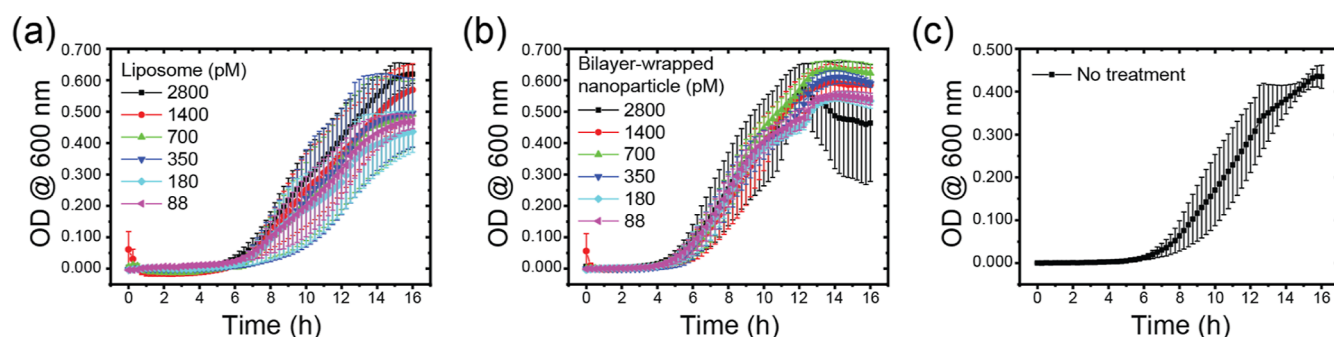 (a)
OD @ 600 nm
0.700
0.600
0.500
0.400
0.300
0.200
0.100
0.000
Liposome (pM)
2800
1400
700
350
180
88
0 2 4 6 8 10 12 14 16
Time (h)
(b)
OD @ 600 nm
0.700
0.600
0.500
0.400
0.300
0.200
0.100
0.000
Bilayer-wrapped
nanoparticle (pM)
2800
1400
700
350
180
88
0 2 4 6 8 10 12 14 16
Time (h)
(c)
OD @ 600 nm
0.500
0.400
0.300
0.200
0.100
0.000
No treatment
0 2 4 6 8 10 12 14 16
Time (h)